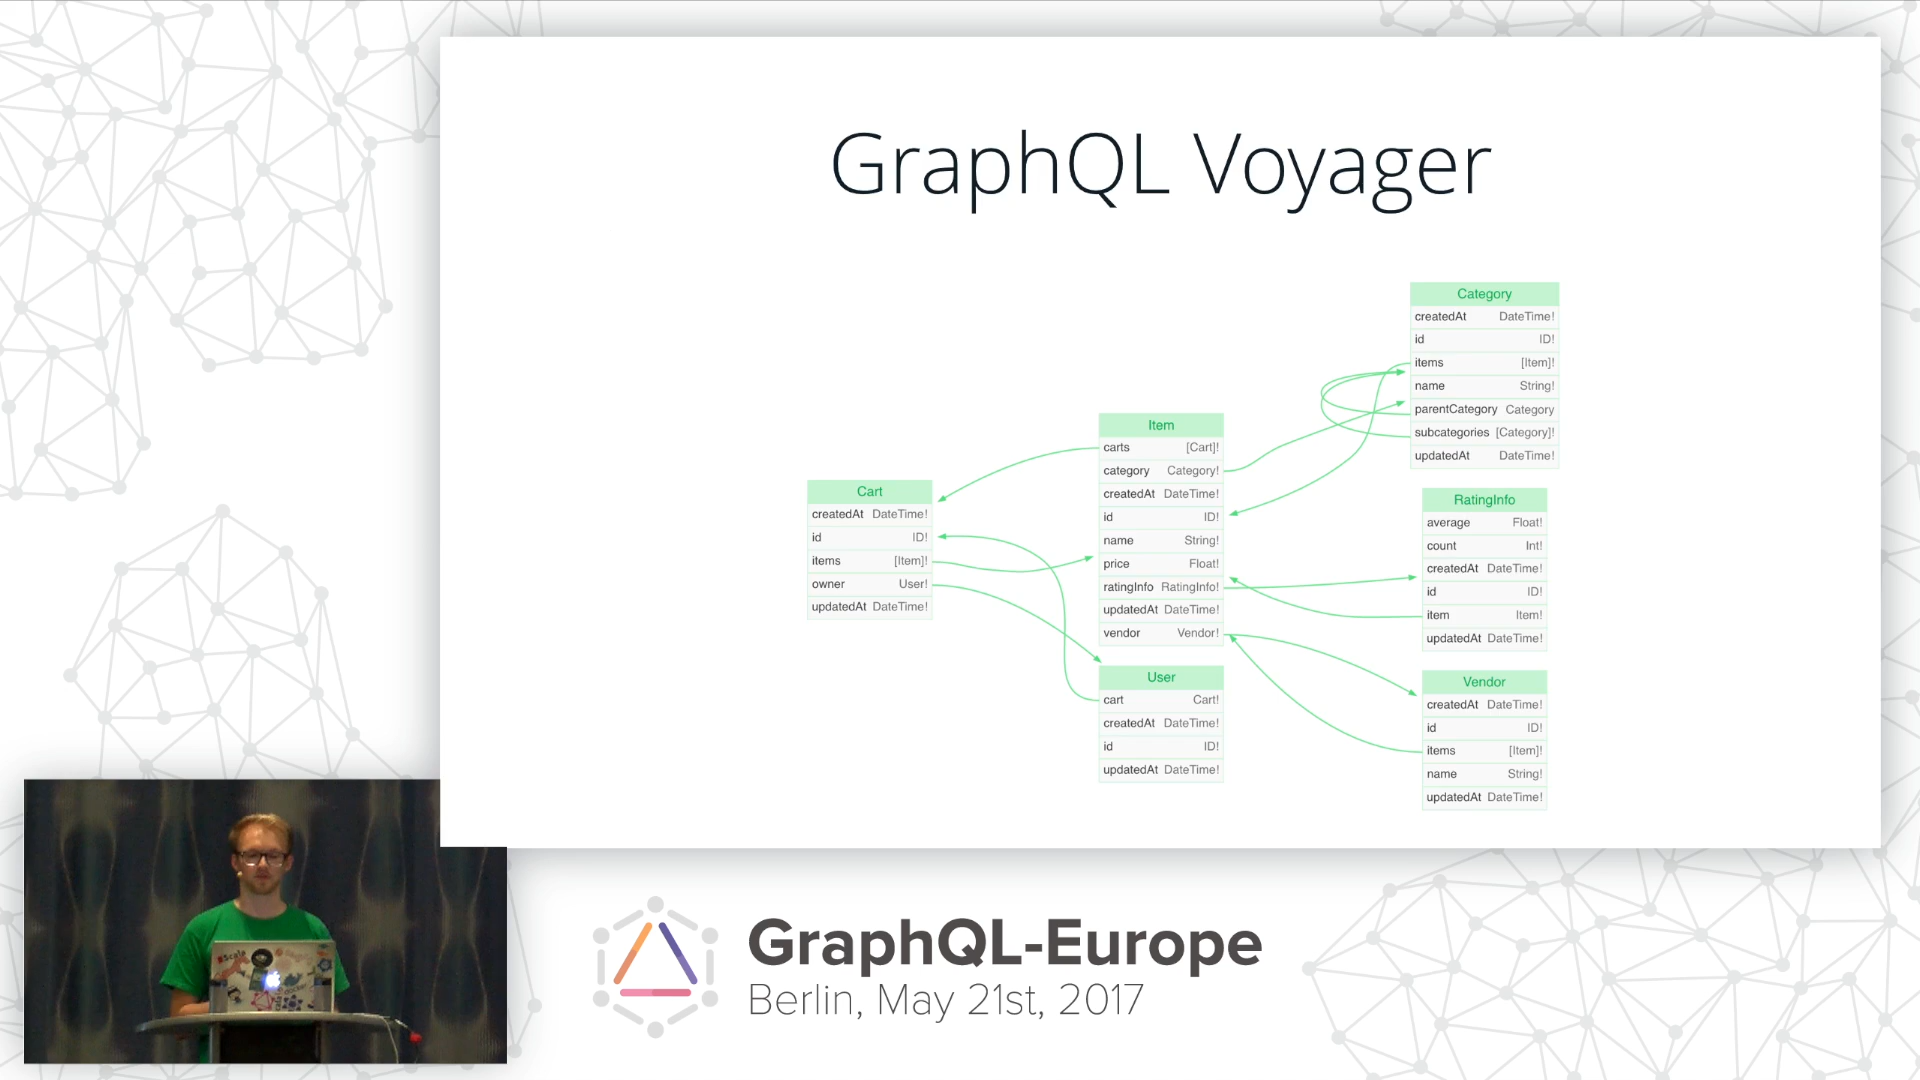 GraphQL Voyager
Category
createdAt DateTime!
id ID!
items [Item]!
name String!
parentCategory Category
subcategories [Category]!
updatedAt DateTime!
Item
carts [Cart]!
category Category!
createdAt DateTime!
id ID!
name String!
price Float!
ratingInfo RatingInfo!
updatedAt DateTime!
vendor Vendor!
Cart
createdAt DateTime!
id ID!
items [Item]!
owner User!
updatedAt DateTime!
RatingInfo
average Float!
count Int!
createdAt DateTime!
id ID!
item Item!
updatedAt DateTime!
User
cart Cart!
createdAt DateTime!
id ID!
updatedAt DateTime!
Vendor
createdAt DateTime!
id ID!
items [Item]!
name String!
updatedAt DateTime!
GraphQL-Europe
Berlin, May 21st, 2017